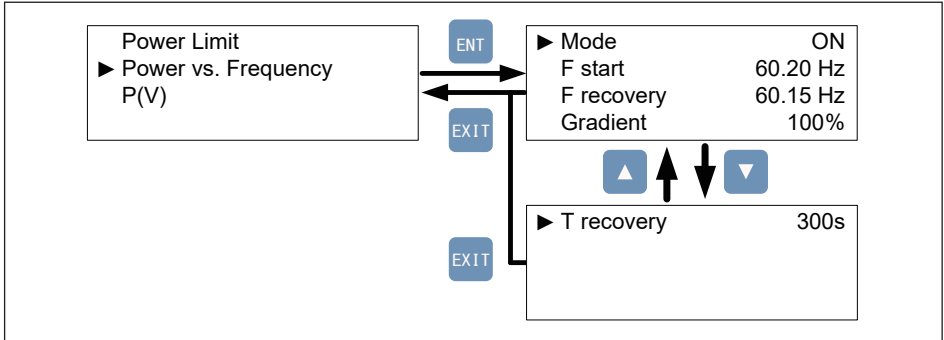 Power Limit
► Power vs. Frequency
P(V)
ENT
EXIT
► Mode ON
F start 60.20 Hz
F recovery 60.15 Hz
Gradient 100%
▲ ▼
EXIT
► T recovery 300s